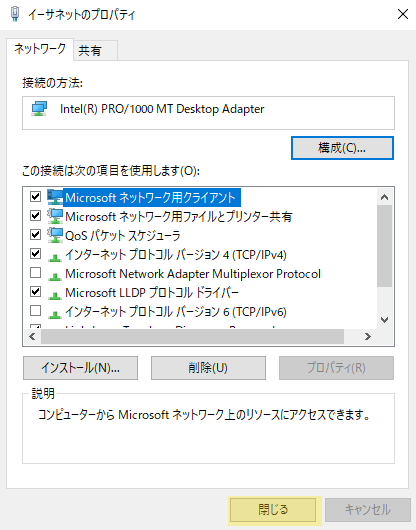 イーサネットのプロパティ
ネットワーク 共有
接続の方法:
Intel(R) PRO/1000 MT Desktop Adapter
構成(C)...
この接続は次の項目を使用します(O):
Microsoft ネットワーク用クライアント
Microsoft ネットワーク用ファイルとプリンター共有
QoS パケット スケジューラ
インターネット プロトコル バージョン 4 (TCP/IPv4)
Microsoft Network Adapter Multiplexor Protocol
Microsoft LLDP プロトコル ドライバー
インターネット プロトコル バージョン 6 (TCP/IPv6)
インストール(N)... 削除(U) プロパティ(R)
説明
コンピューターから Microsoft ネットワーク上のリソースにアクセスできます。
閉じる キャンセル